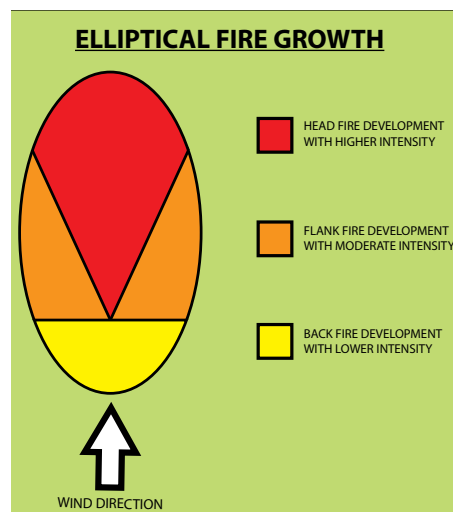 ELLIPTICAL FIRE GROWTH
HEAD FIRE DEVELOPMENT
WITH HIGHER INTENSITY
FLANK FIRE DEVELOPMENT
WITH MODERATE INTENSITY
BACK FIRE DEVELOPMENT
WITH LOWER INTENSITY
WIND DIRECTION